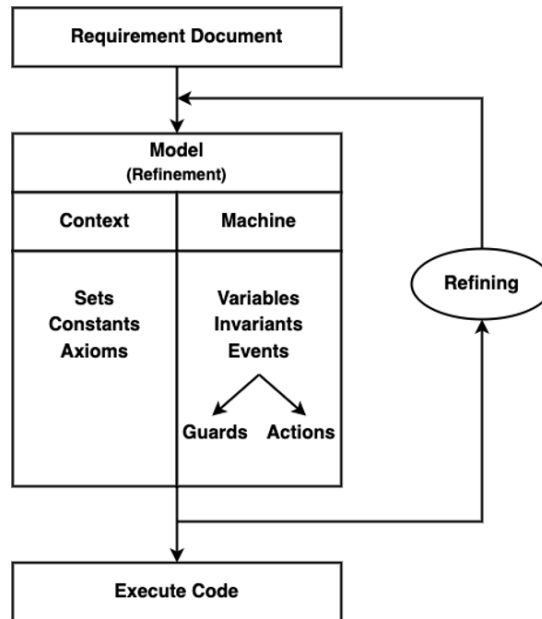 Requirement Document
Model
(Refinement)
Context
Machine
Sets
Constants
Axioms
Variables
Invariants
Events
Guards
Actions
Refining
Execute Code